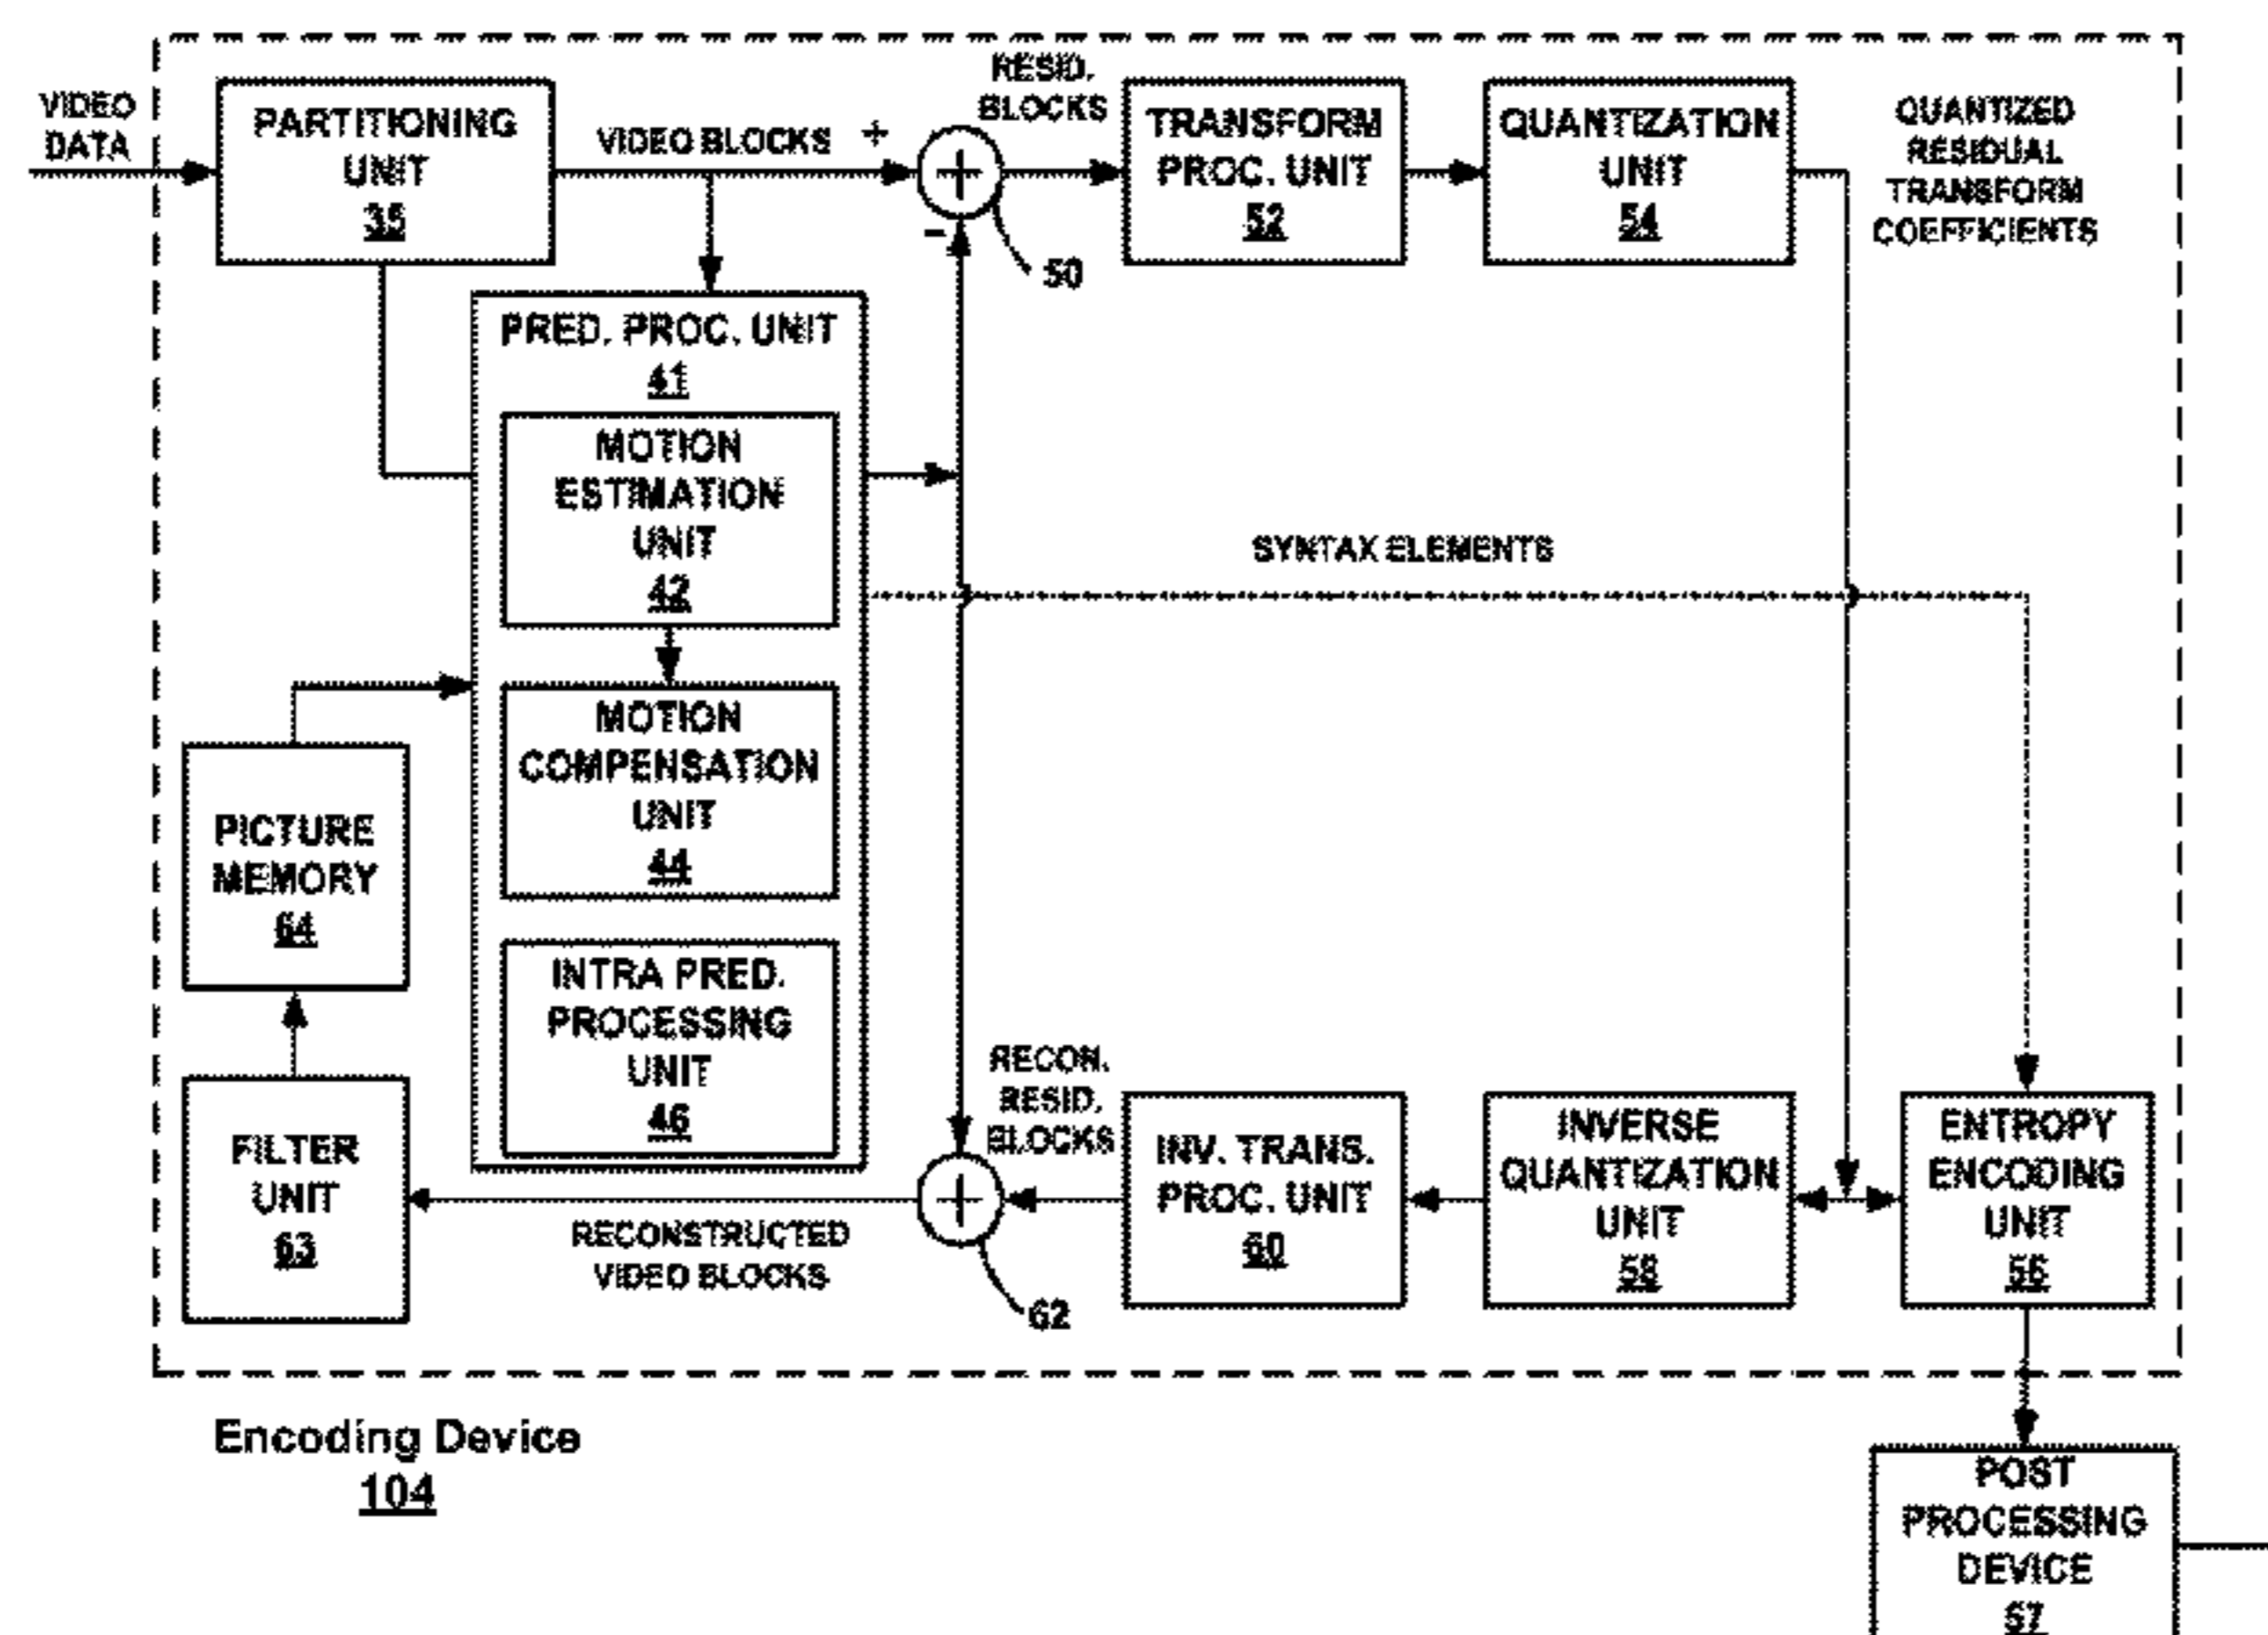 VIDEO
DATA
PARTITIONING
UNIT
35
VIDEO BLOCKS
+
-
50
RESID.
BLOCKS
TRANSFORM
PROC. UNIT
52
QUANTIZATION
UNIT
54
QUANTIZED
RESIDUAL
TRANSFORM
COEFFICIENTS
PRED. PROC. UNIT
41
MOTION
ESTIMATION
UNIT
42
SYNTAX ELEMENTS
MOTION
COMPENSATION
UNIT
44
INTRA PRED.
PROCESSING
UNIT
46
PICTURE
MEMORY
64
FILTER
UNIT
63
RECONSTRUCTED
VIDEO BLOCKS
62
RECON.
RESID.
BLOCKS
INV. TRANS.
PROC. UNIT
60
INVERSE
QUANTIZATION
UNIT
58
ENTROPY
ENCODING
UNIT
56
Encoding Device
104
POST
PROCESSING
DEVICE
57